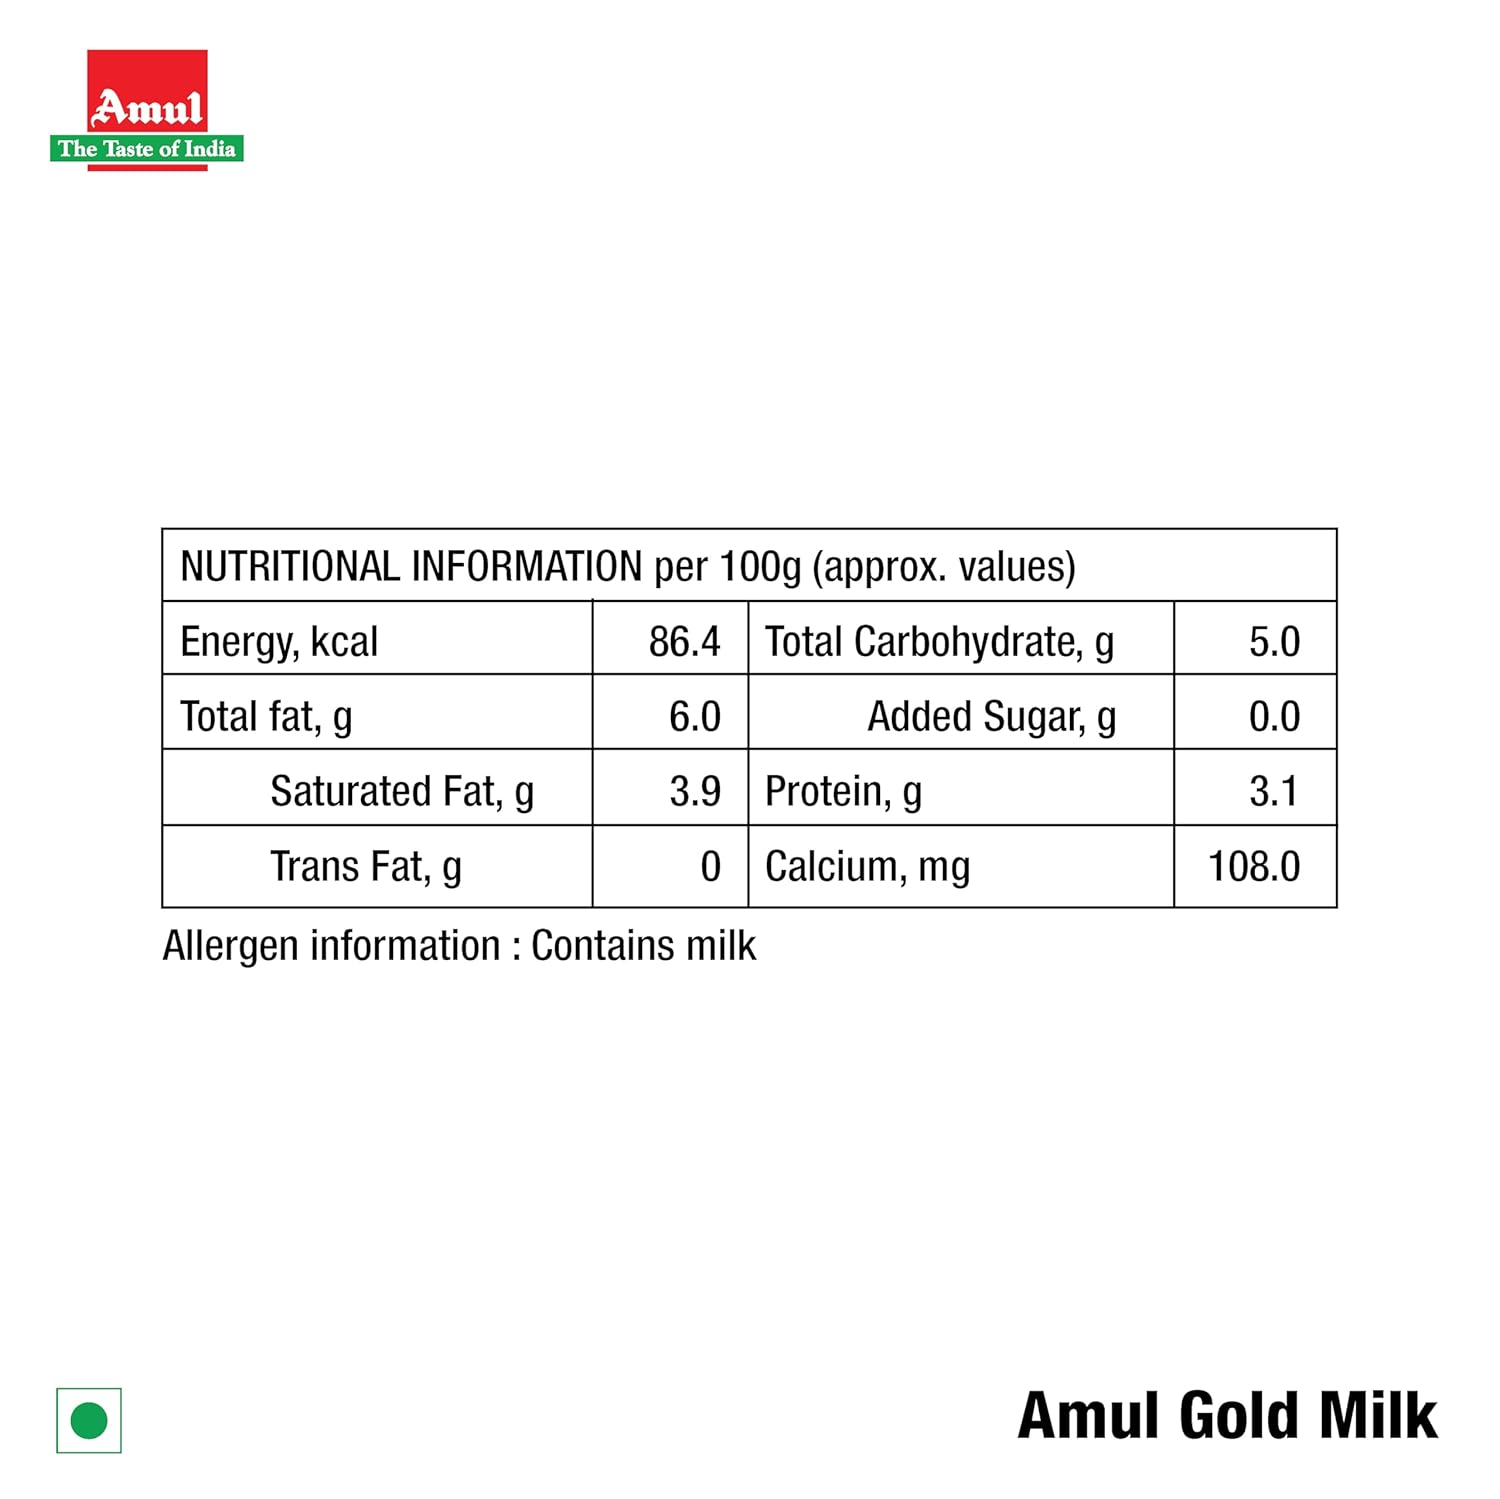 Amul
The Taste of India
NUTRITIONAL INFORMATION per 100g (approx. values)
Energy, kcal 86.4 Total Carbohydrate, g 5.0
Total fat, g 6.0 Added Sugar, g 0.0
Saturated Fat, g 3.9 Protein, g 3.1
Trans Fat, g 0 Calcium, mg 108.0
Allergen information : Contains milk
Amul Gold Milk